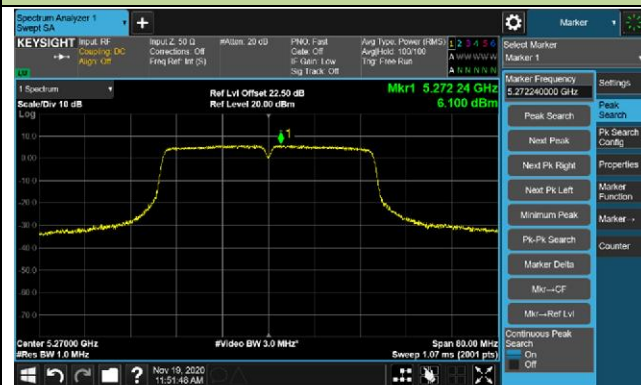 Spectrum Analyzer 1
Swept SA
+
Marker
KEYSIGHT
Input: RF
Coupling: DC
Align: Off
Input Z: 50 Ω
Corrections: Off
Freq Ref: Int (S)
#Atten: 20 dB
PNO: Fast
Gate: Off
IF Gain: Low
Sig Track: Off
Avg Type: Power (RMS)
Avg|Hold: 100/100
Trig: Free Run
1 2 3 4 5 6
A W W W W W
A N N N N N
LXI
Select Marker
Marker 1
1 Spectrum
Scale/Div 10 dB
Log
Ref Lvl Offset 22.50 dB
Ref Level 20.00 dBm
Mkr1 5.272 24 GHz
6.100 dBm
10.0
0.00
-10.0
-20.0
-30.0
-40.0
-50.0
-60.0
-70.0
1
Center 5.27000 GHz
#Res BW 1.0 MHz
#Video BW 3.0 MHz*
Span 80.00 MHz
Sweep 1.07 ms (2001 pts)
Marker Frequency
5.272240000 GHz
Peak Search
Next Peak
Next Pk Right
Next Pk Left
Minimum Peak
Pk-Pk Search
Marker Delta
Mkr→CF
Mkr→Ref Lvl
Continuous Peak
Search
On
Off
Settings
Peak
Search
Pk Search
Config
Properties
Marker
Function
Marker→
Counter
?
Nov 19, 2020
11:51:48 AM